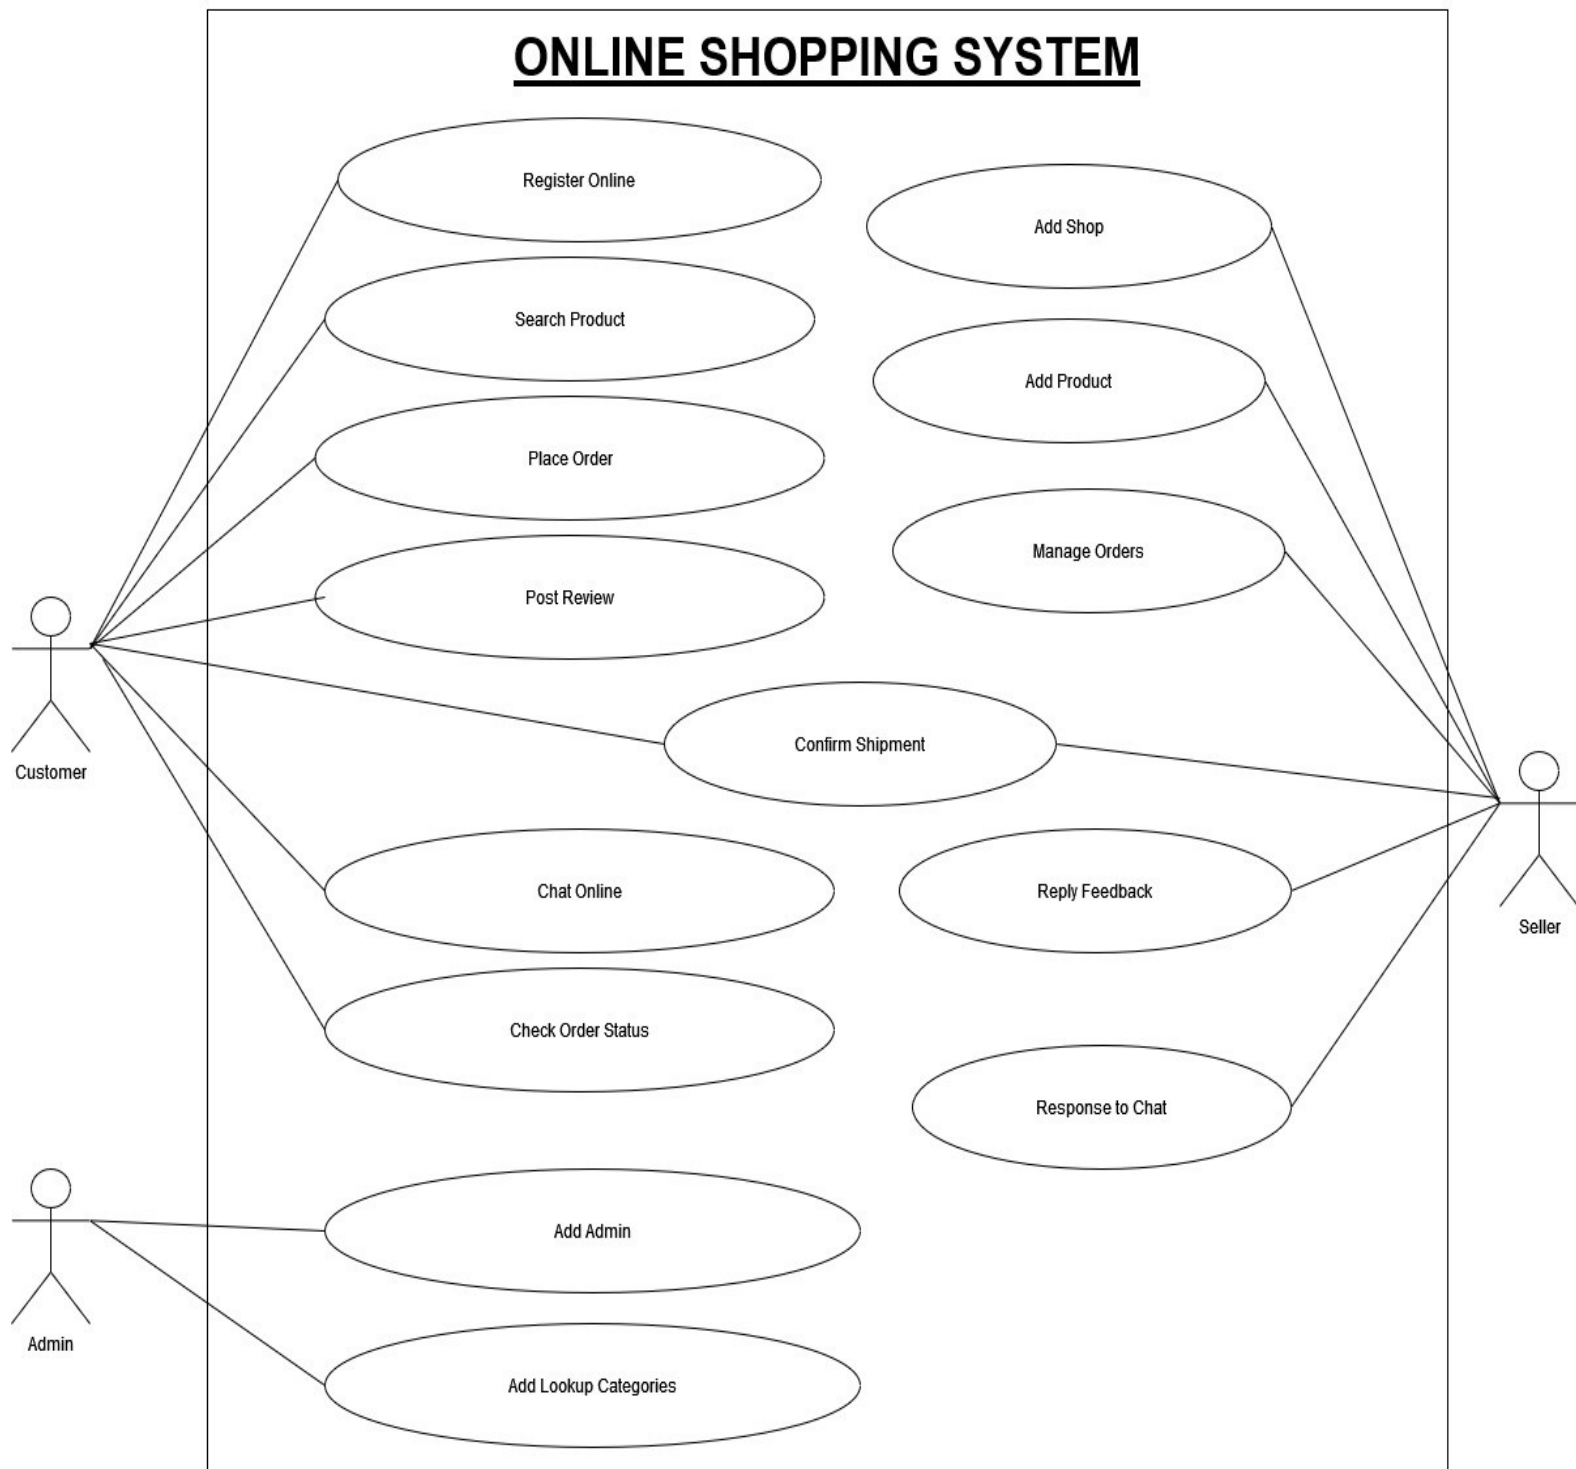 ONLINE SHOPPING SYSTEM
Register Online
Add Shop
Search Product
Add Product
Place Order
Manage Orders
Post Review
Confirm Shipment
Customer
Chat Online
Reply Feedback
Seller
Check Order Status
Response to Chat
Add Admin
Admin
Add Lookup Categories